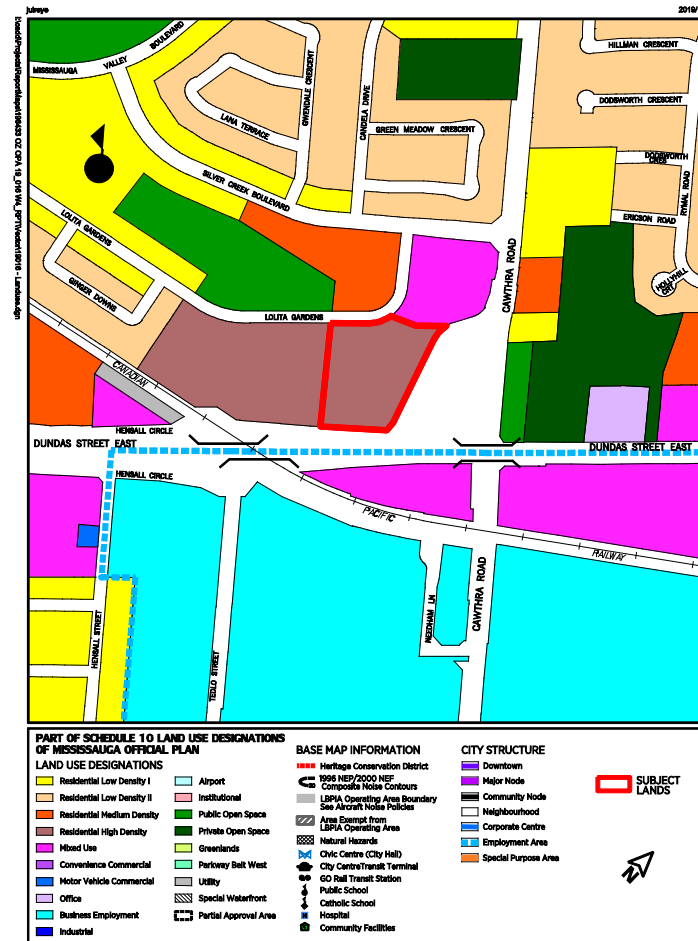 julreye
2019/
MISSISSAUGA VALLEY BOULEVARD
GWENDALE CRESCENT
CANDELA DRIVE
HILLMAN CRESCENT
DODSWORTH CRESCENT
LANA TERRACE
GREEN MEADOW CRESCENT
DODSWORTH CRES
RYMAL ROAD
SILVER CREEK BOULEVARD
LOLITA GARDENS
ERICSON ROAD
CAWTHRA ROAD
HOLLYHILL CRT
GINGER DOWNS
LOLITA GARDENS
CANADIAN
HENSALL CIRCLE
DUNDAS STREET EAST
DUNDAS STREET EAST
HENSALL CIRCLE
PACIFIC
RAILWAY
CAWTHRA ROAD
NEEDHAM LN
HENSALL STREET
TEDLO STREET
PART OF SCHEDULE 10 LAND USE DESIGNATIONS
OF MISSISSAUGA OFFICIAL PLAN
LAND USE DESIGNATIONS
Residential Low Density I
Residential Low Density II
Residential Medium Density
Residential High Density
Mixed Use
Convenience Commercial
Motor Vehicle Commercial
Office
Business Employment
Industrial
Airport
Institutional
Public Open Space
Private Open Space
Greenlands
Parkway Belt West
Utility
Special Waterfront
Partial Approval Area
BASE MAP INFORMATION
Heritage Conservation District
1996 NEP/2000 NEF
Composite Noise Contours
LBPIA Operating Area Boundary
See Aircraft Noise Policies
Area Exempt from
LBPIA Operating Area
Natural Hazards
Civic Centre (City Hall)
City CentreTransit Terminal
GO Rail Transit Station
Public School
Catholic School
Hospital
Community Facilities
CITY STRUCTURE
Downtown
Major Node
Community Node
Neighbourhood
Corporate Centre
Employment Area
Special Purpose Area
SUBJECT
LANDS